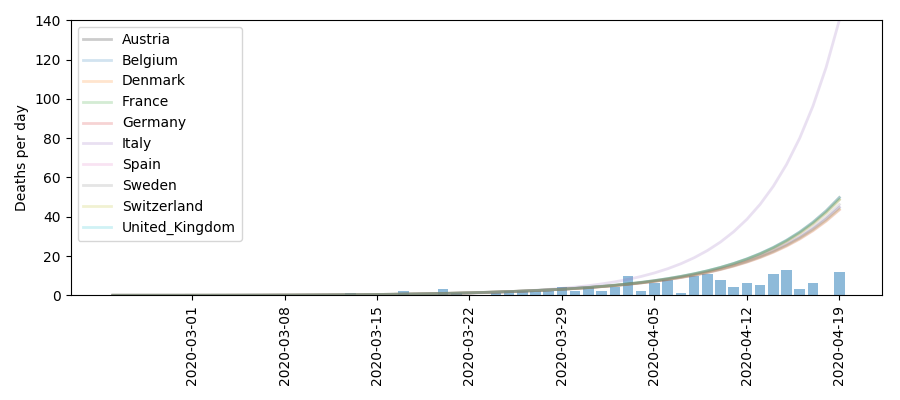 140
120
100
80
60
40
20
0
Deaths per day
Austria
Belgium
Denmark
France
Germany
Italy
Spain
Sweden
Switzerland
United_Kingdom
2020-03-01
2020-03-08
2020-03-15
2020-03-22
2020-03-29
2020-04-05
2020-04-12
2020-04-19